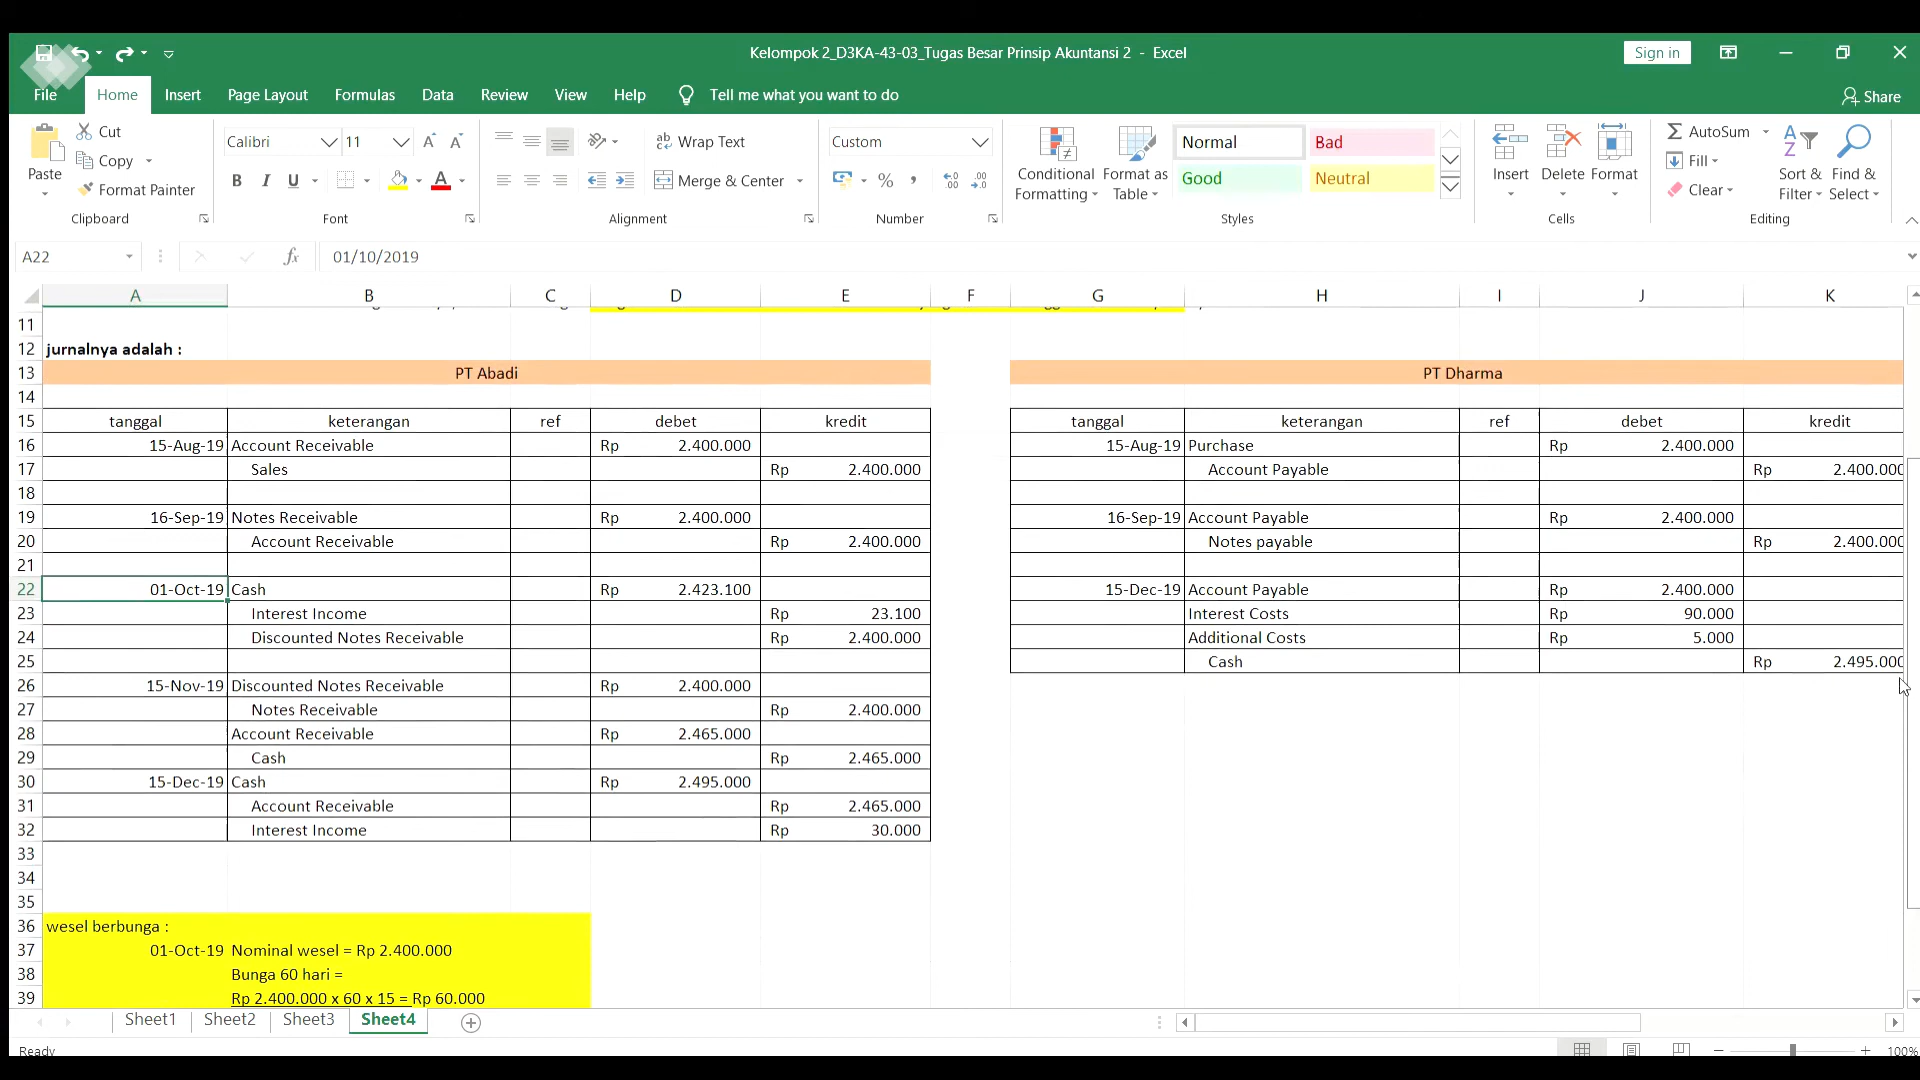 Kelompok 2_D3KA-43-03_Tugas Besar Prinsip Akuntansi 2 - Excel
Sign in
File Home Insert Page Layout Formulas Data Review View Help Tell me what you want to do
Share
Paste
Cut
Copy
Format Painter
Clipboard
Calibri 11
B I U
Font
Wrap Text
Merge & Center
Alignment
Custom
%
Number
Conditional Formatting
Format as Table
Normal Bad
Good Neutral
Styles
Insert Delete Format
Cells
AutoSum
Fill
Clear
Sort & Filter
Find & Select
Editing
A22 fx 01/10/2019
A B C D E F G H I J K
11
12 jurnalnya adalah :
13 PT Abadi PT Dharma
14
15 tanggal keterangan ref debet kredit tanggal keterangan ref debet kredit
16 15-Aug-19 Account Receivable Rp 2.400.000 15-Aug-19 Purchase Rp 2.400.000
17 Sales Rp 2.400.000 Account Payable Rp 2.400.000
18
19 16-Sep-19 Notes Receivable Rp 2.400.000 16-Sep-19 Account Payable Rp 2.400.000
20 Account Receivable Rp 2.400.000 Notes payable Rp 2.400.000
21
22 01-Oct-19 Cash Rp 2.423.100 15-Dec-19 Account Payable Rp 2.400.000
23 Interest Income Rp 23.100 Interest Costs Rp 90.000
24 Discounted Notes Receivable Rp 2.400.000 Additional Costs Rp 5.000
25 Cash Rp 2.495.000
26 15-Nov-19 Discounted Notes Receivable Rp 2.400.000
27 Notes Receivable Rp 2.400.000
28 Account Receivable Rp 2.465.000
29 Cash Rp 2.465.000
30 15-Dec-19 Cash Rp 2.495.000
31 Account Receivable Rp 2.465.000
32 Interest Income Rp 30.000
33
34
35
36 wesel berbunga :
37 01-Oct-19 Nominal wesel = Rp 2.400.000
38 Bunga 60 hari =
39 Rp 2.400.000 x 60 x 15 = Rp 60.000
Sheet1 Sheet2 Sheet3 Sheet4
Ready
100%